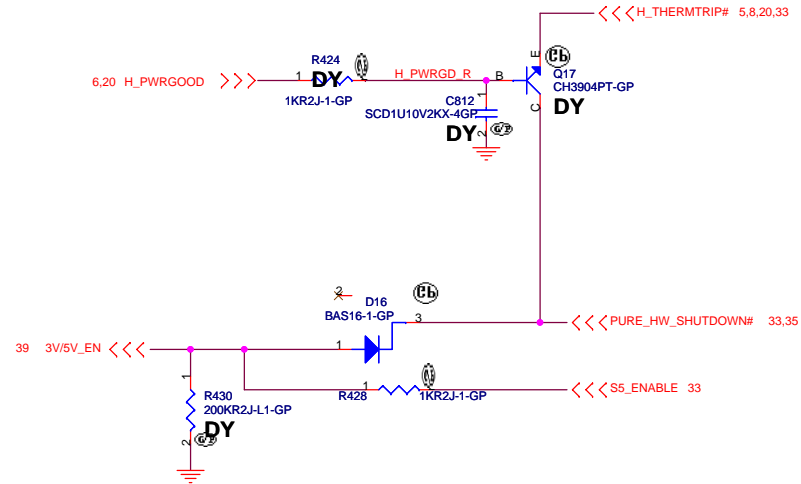 H_THERMTRIP# 5,8,20,33
E
Q17
CH3904PT-GP
DY
C
B
R424
1
DY
1KR2J-1-GP
6,20 H_PWRGOOD
H_PWRGD_R
1
C812
SCD1U10V2KX-4GP
DY
2
2
D16
BAS16-1-GP
3
PURE_HW_SHUTDOWN# 33,35
39 3V/5V_EN
1
1
R430
200KR2J-L1-GP
DY
2
R428
1
1KR2J-1-GP
S5_ENABLE 33